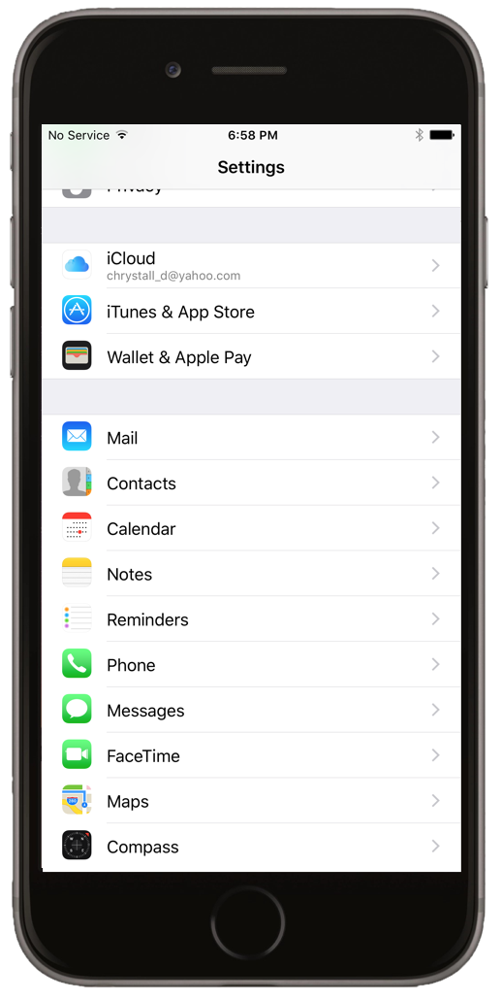 No Service
6:58 PM
Settings
Privacy
iCloud
chrystall_d@yahoo.com
iTunes & App Store
Wallet & Apple Pay
Mail
Contacts
Calendar
Notes
Reminders
Phone
Messages
FaceTime
Maps
Compass